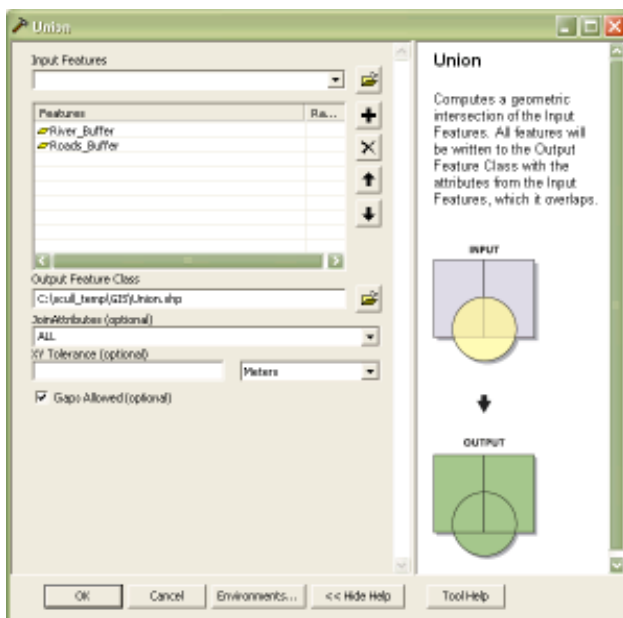 Union
Input Features
Features Ra...
River_Buffer
Roads_Buffer
Output Feature Class
C:\scull_temp\GIS\Union.shp
JoinAttributes (optional)
ALL
XY Tolerance (optional)
Meters
Gaps Allowed (optional)
OK
Cancel
Environments...
<< Hide Help
Tool Help
Union
Computes a geometric
intersection of the Input
Features. All features will
be written to the Output
Feature Class with the
attributes from the Input
Features, which it overlaps.
INPUT
OUTPUT